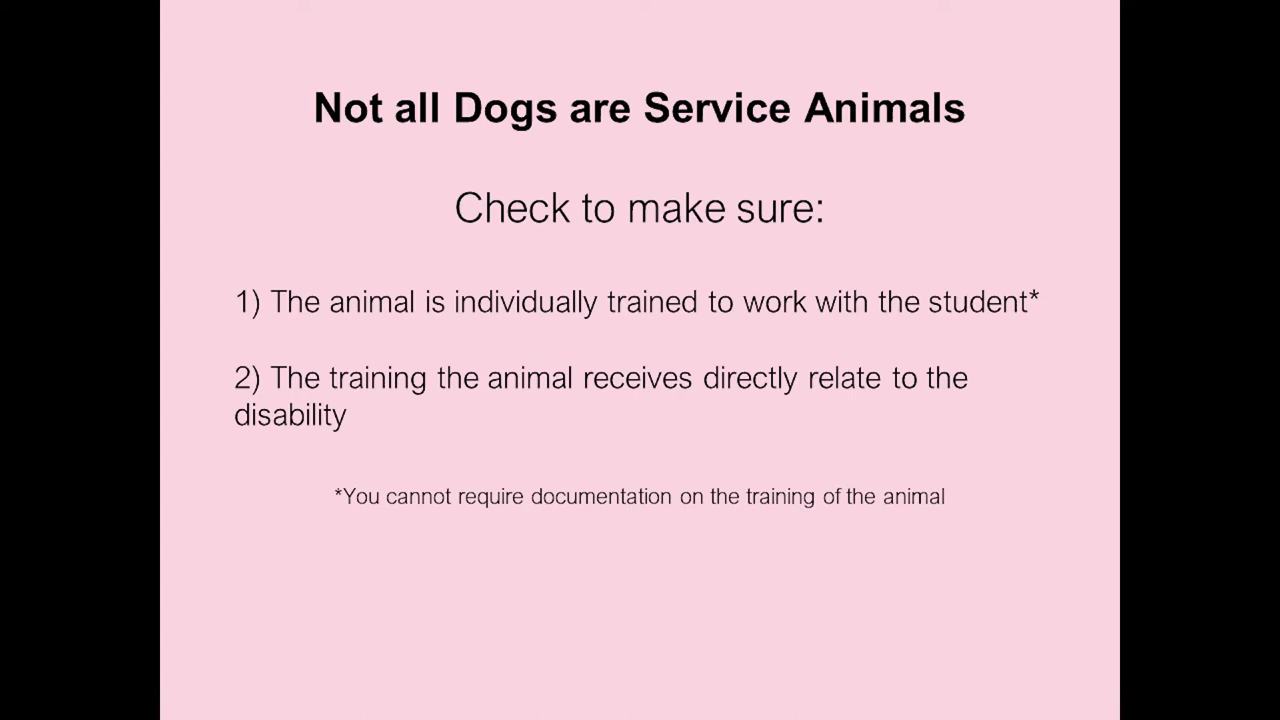 Not all Dogs are Service Animals
Check to make sure:
1) The animal is individually trained to work with the student*
2) The training the animal receives directly relate to the
disability
*You cannot require documentation on the training of the animal